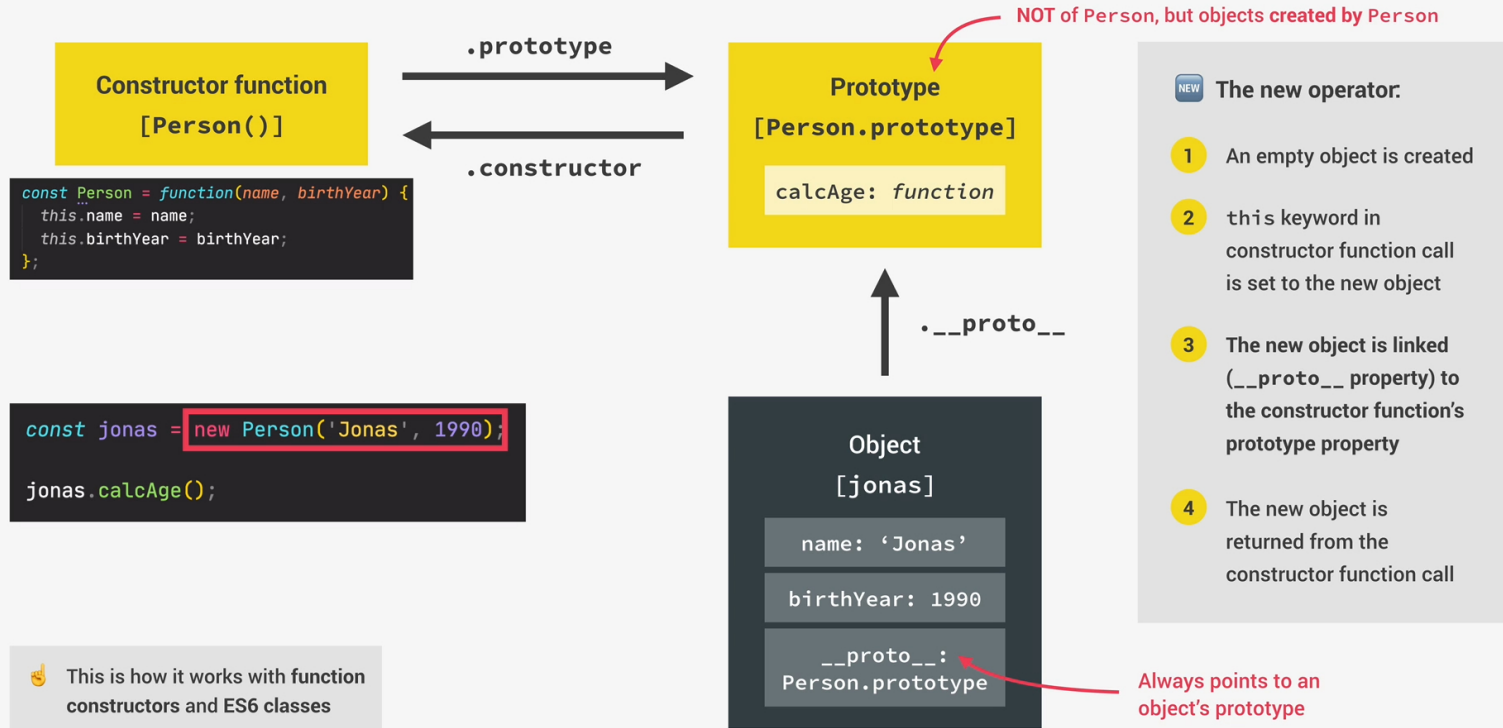 NOT of Person, but objects created by Person
Constructor function
[Person()]
.prototype
.constructor
Prototype
[Person.prototype]
calcAge: function
const Person = function(name, birthYear) {
this.name = name;
this.birthYear = birthYear;
};
.__proto__
const jonas = new Person('Jonas', 1990);
jonas.calcAge();
Object
[jonas]
name: ‘Jonas’
birthYear: 1990
__proto__:
Person.prototype
Always points to an
object’s prototype
NEW The new operator:
1 An empty object is created
2 this keyword in
constructor function call
is set to the new object
3 The new object is linked
(__proto__ property) to
the constructor function’s
prototype property
4 The new object is
returned from the
constructor function call
☝ This is how it works with function
constructors and ES6 classes